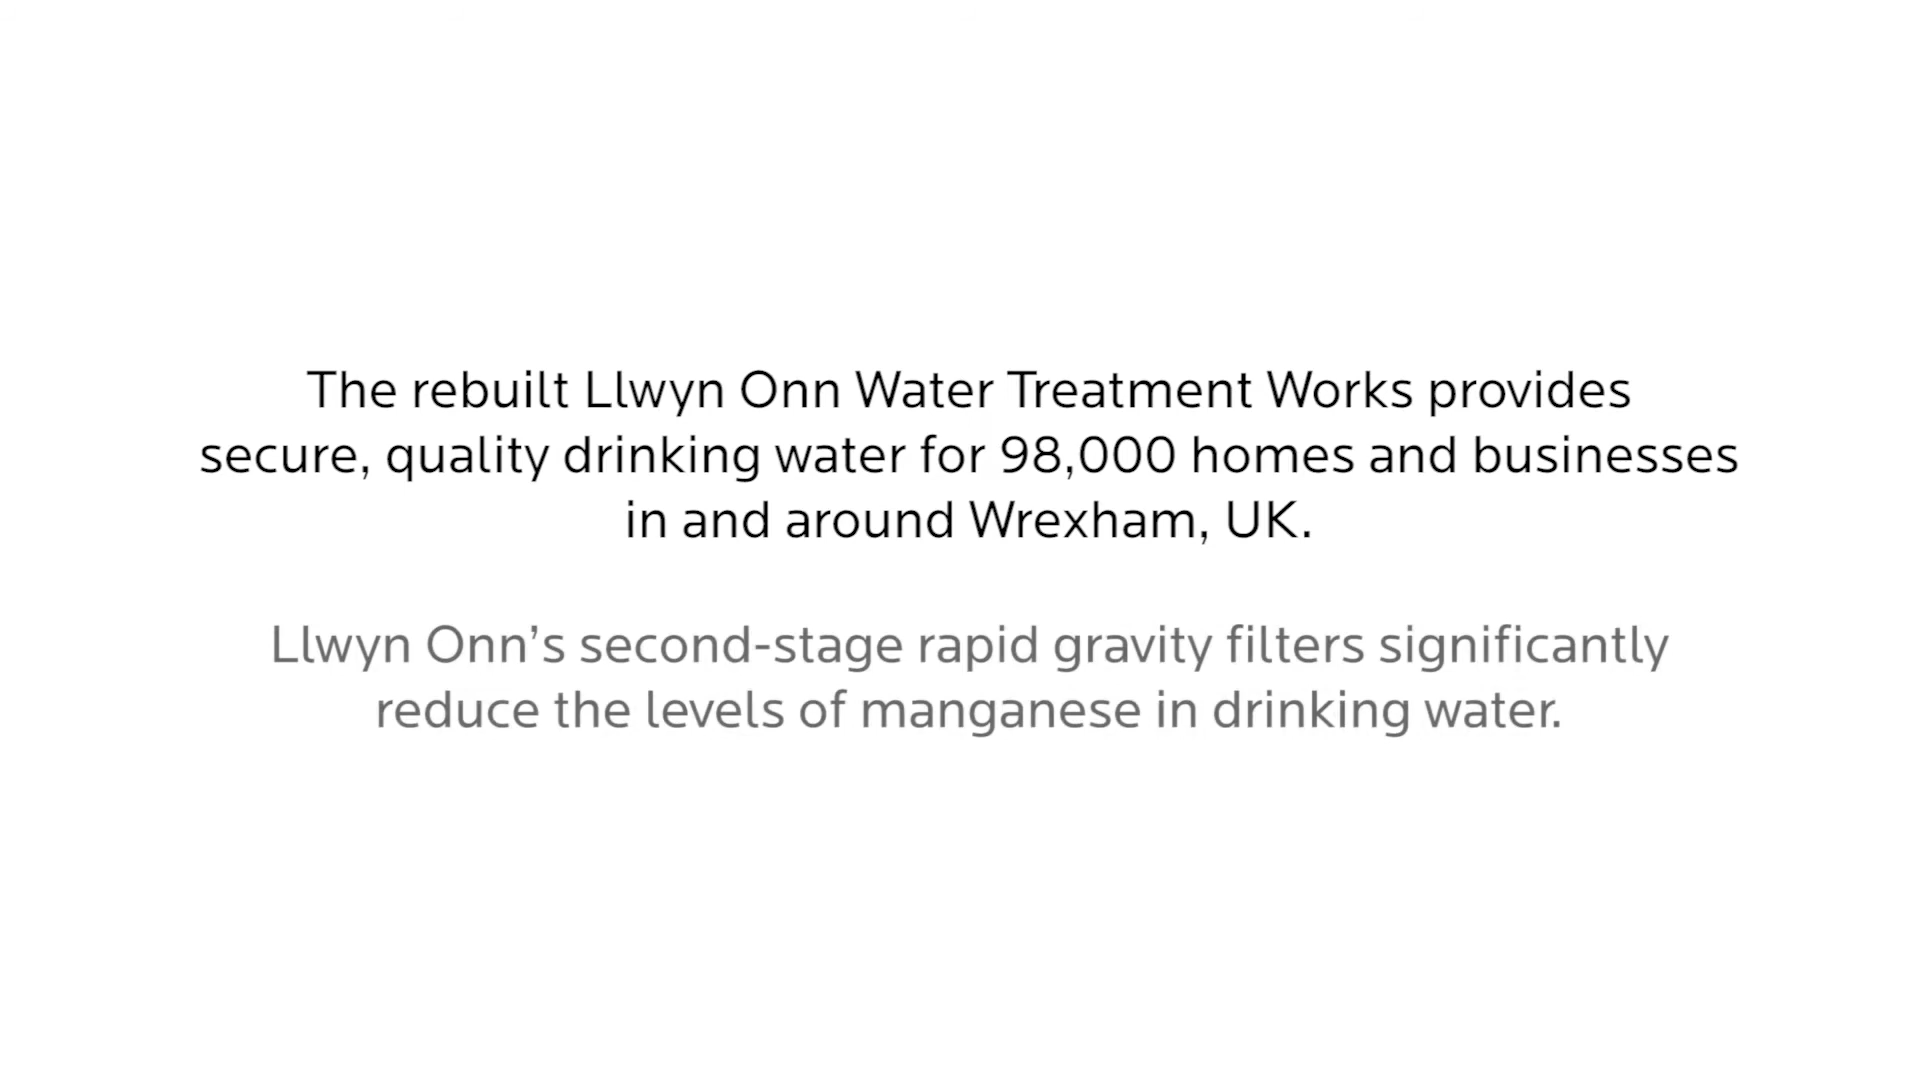 The rebuilt Llwyn Onn Water Treatment Works provides
secure, quality drinking water for 98,000 homes and businesses
in and around Wrexham, UK.
Llwyn Onn’s second-stage rapid gravity filters significantly
reduce the levels of manganese in drinking water.